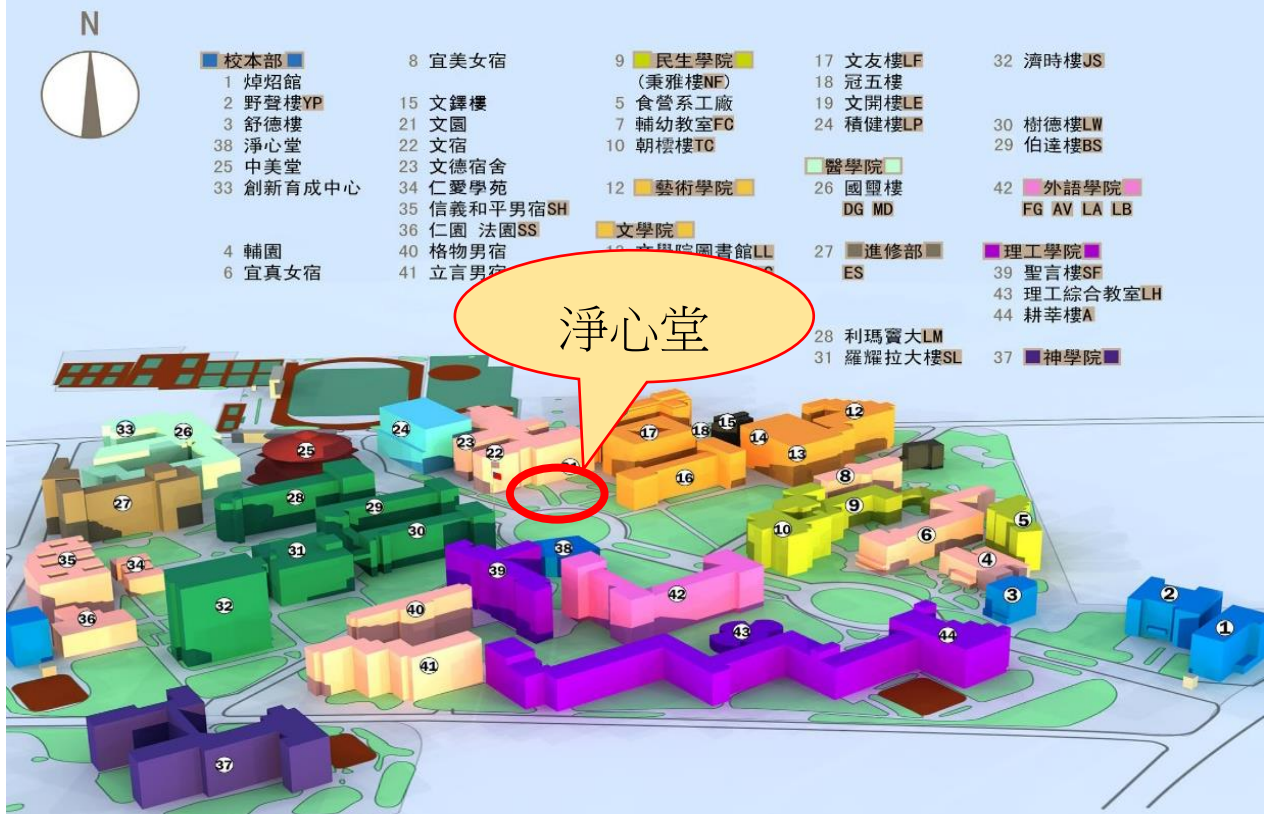 N
校本部
1 焯炤館
2 野聲樓YP
3 舒德樓
38 淨心堂
25 中美堂
33 創新育成中心
4 輔園
6 宜真女宿
8 宜美女宿
15 文鐸樓
21 文園
22 文宿
23 文德宿舍
34 仁愛學苑
35 信義和平男宿SH
36 仁園 法園SS
40 格物男宿
41 立言男宿
9 民生學院
(秉雅樓NF)
5 食營系工廠
7 輔幼教室FC
10 朝橒樓TC
12 藝術學院
文學院
文學院圖書館LL
17 文友樓LF
18 冠五樓
19 文開樓LE
24 積健樓LP
醫學院
26 國璽樓
DG MD
27 進修部
ES
28 利瑪竇大LM
31 羅耀拉大樓SL
32 濟時樓JS
30 樹德樓LW
29 伯達樓BS
42 外語學院
FG AV LA LB
理工學院
39 聖言樓SF
43 理工綜合教室LH
44 耕莘樓A
37 神學院
淨心堂
33
26
25
24
23
22
17
18
15
14
13
12
16
8
9
10
6
5
4
3
2
1
27
28
29
30
31
35
34
36
32
39
38
40
41
42
43
44
37